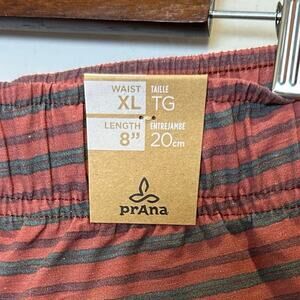 WAIST TAILLE
XL TG
LENGTH ENTREJAMBE
8" 20cm
prAna